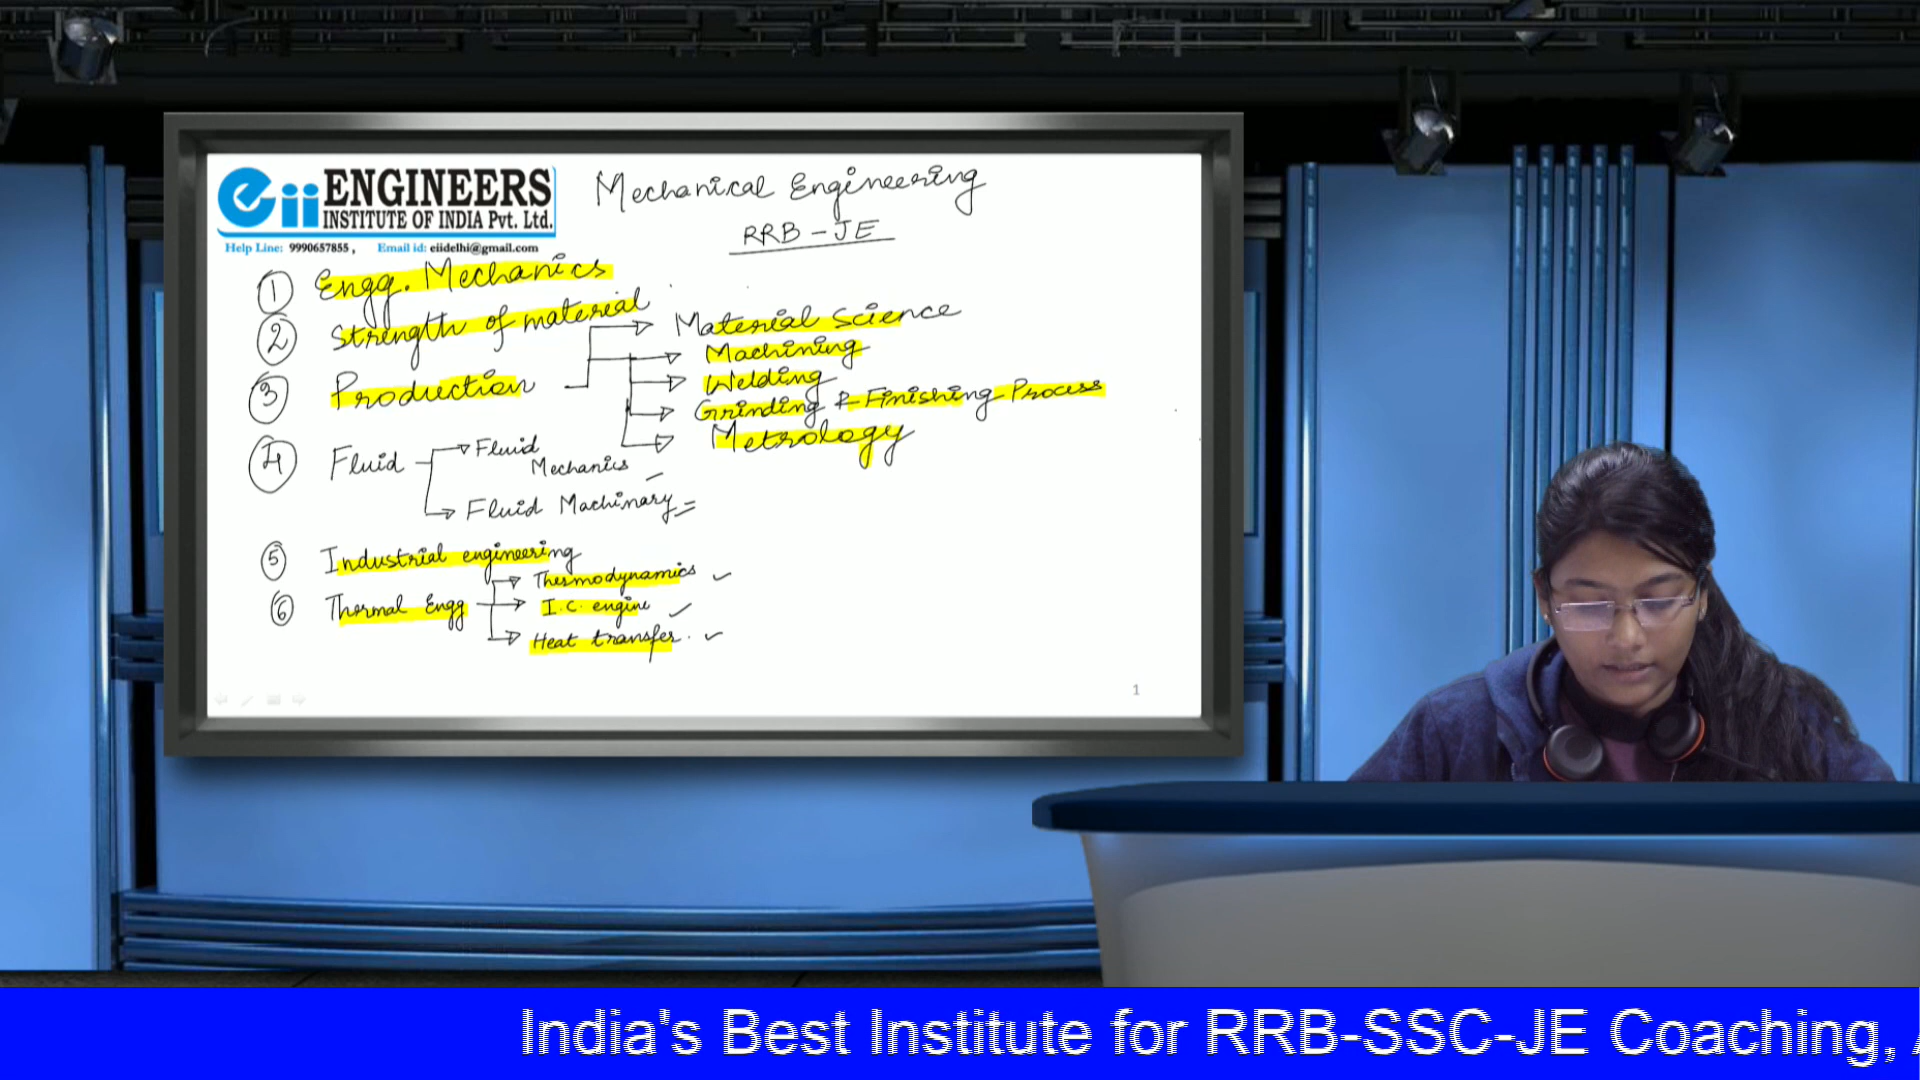 eii ENGINEERS
INSTITUTE OF INDIA Pvt. Ltd.
Help Line: 9990657855 , Email id: eiidelhi@gmail.com
Mechanical Engineering
RRB - JE
1 Engg. Mechanics
2 Strength of material
3 Production
Material Science
Machining
Welding
Grinding & Finishing Process
Metrology
4 Fluid
Fluid
Mechanics
Fluid Machinary
5 Industrial engineering
6 Thermal Engg
Thermodynamics
I.C. engine
Heat transfer.
1
India's Best Institute for RRB-SSC-JE Coaching,